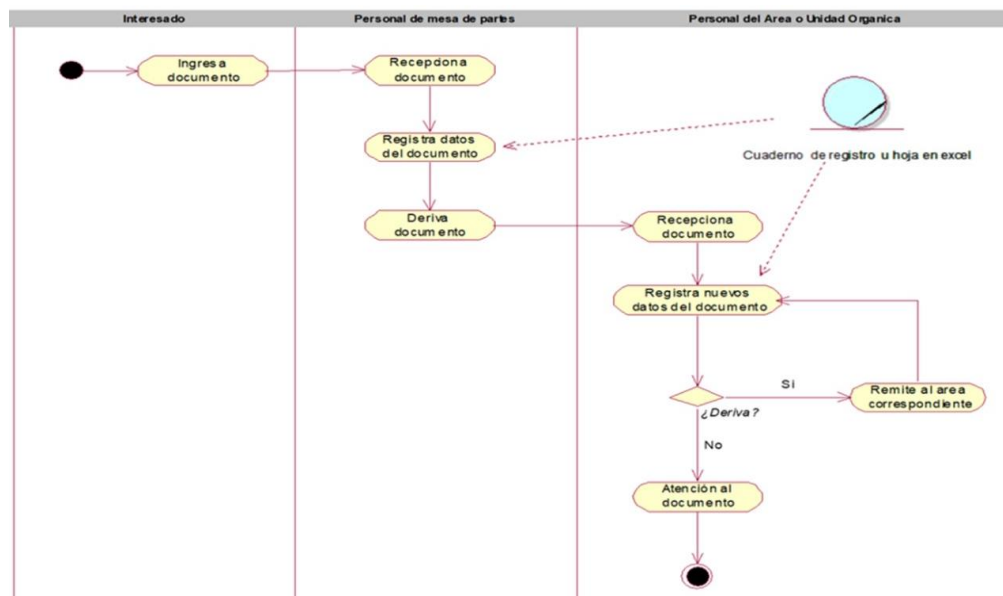 Interesado
Personal de mesa de partes
Personal del Area o Unidad Organica
Ingresa
documento
Recepciona
documento
Registra datos
del documento
Cuaderno de registro u hoja en excel
Deriva
documento
Recepciona
documento
Registra nuevos
datos del documento
Si
Remite al area
correspondiente
¿Deriva?
No
Atención al
documento